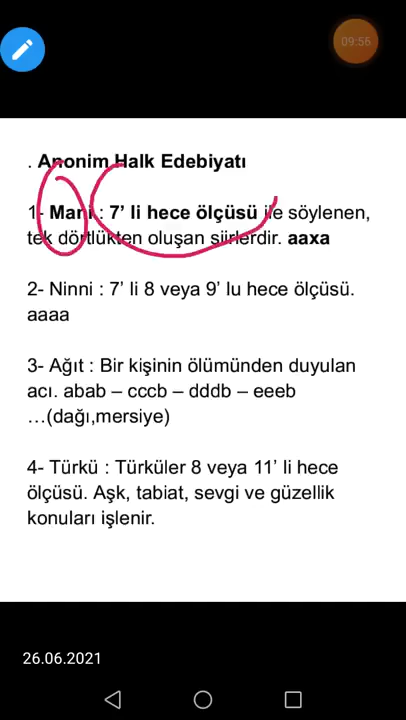 09:56
. Anonim Halk Edebiyatı
1- Mani : 7’ li hece ölçüsü ile söylenen,
tek dörtlükten oluşan şiirlerdir. aaxa
2- Ninni : 7’ li 8 veya 9’ lu hece ölçüsü.
aaaa
3- Ağıt : Bir kişinin ölümünden duyulan
acı. abab – cccb – dddb – eeeb
…(dağı,mersiye)
4- Türkü : Türküler 8 veya 11’ li hece
ölçüsü. Aşk, tabiat, sevgi ve güzellik
konuları işlenir.
26.06.2021